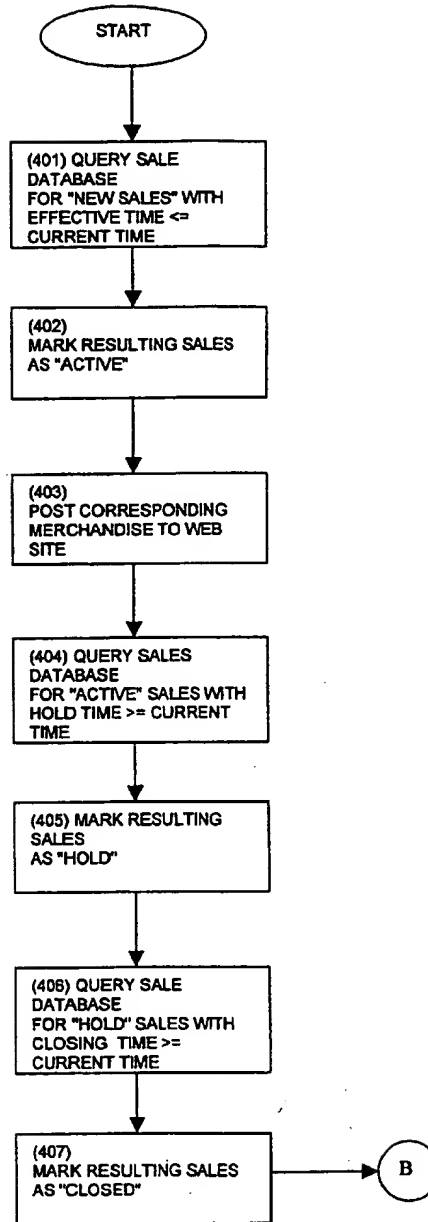 START
(401) QUERY SALE
DATABASE
FOR "NEW SALES" WITH
EFFECTIVE TIME <=
CURRENT TIME
(402)
MARK RESULTING SALES
AS "ACTIVE"
(403)
POST CORRESPONDING
MERCHANDISE TO WEB
SITE
(404) QUERY SALES
DATABASE
FOR "ACTIVE" SALES WITH
HOLD TIME >= CURRENT
TIME
(405) MARK RESULTING
SALES
AS "HOLD"
(406) QUERY SALE
DATABASE
FOR "HOLD" SALES WITH
CLOSING TIME >=
CURRENT TIME
(407)
MARK RESULTING SALES
AS "CLOSED"
B